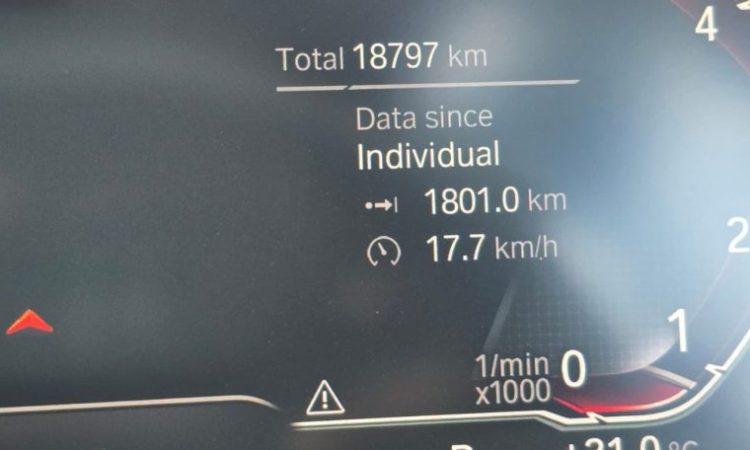 4
Total 18797 km
Data since
Individual
1801.0 km
17.7 km/h
2
1
1/min 0
x1000